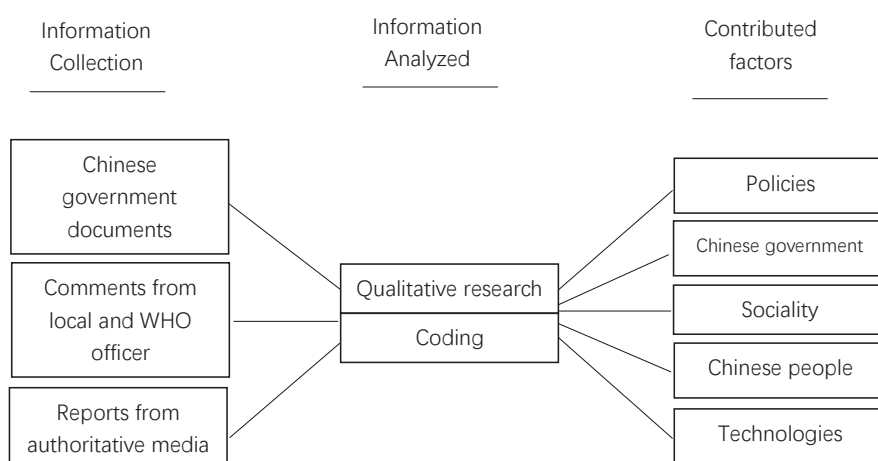 Information
Collection
Information
Analyzed
Contributed
factors
Chinese
government
documents
Comments from
local and WHO
officer
Reports from
authoritative media
Qualitative research
Coding
Policies
Chinese government
Sociality
Chinese people
Technologies